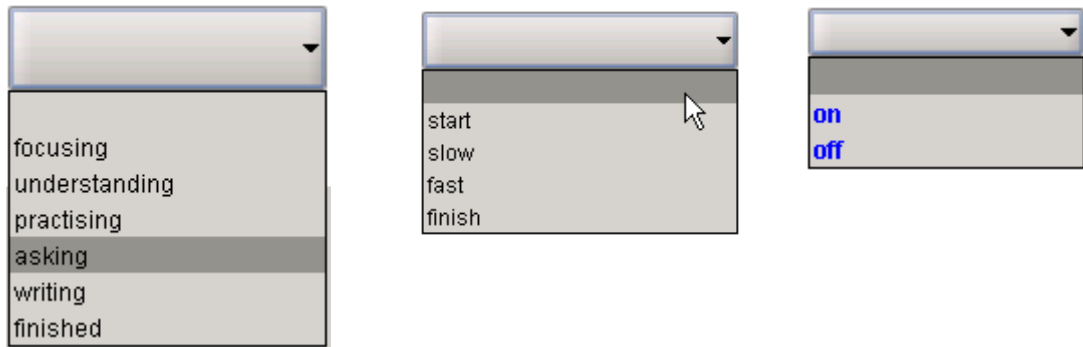 focusing
understanding
practising
asking
writing
finished
start
slow
fast
finish
on
off